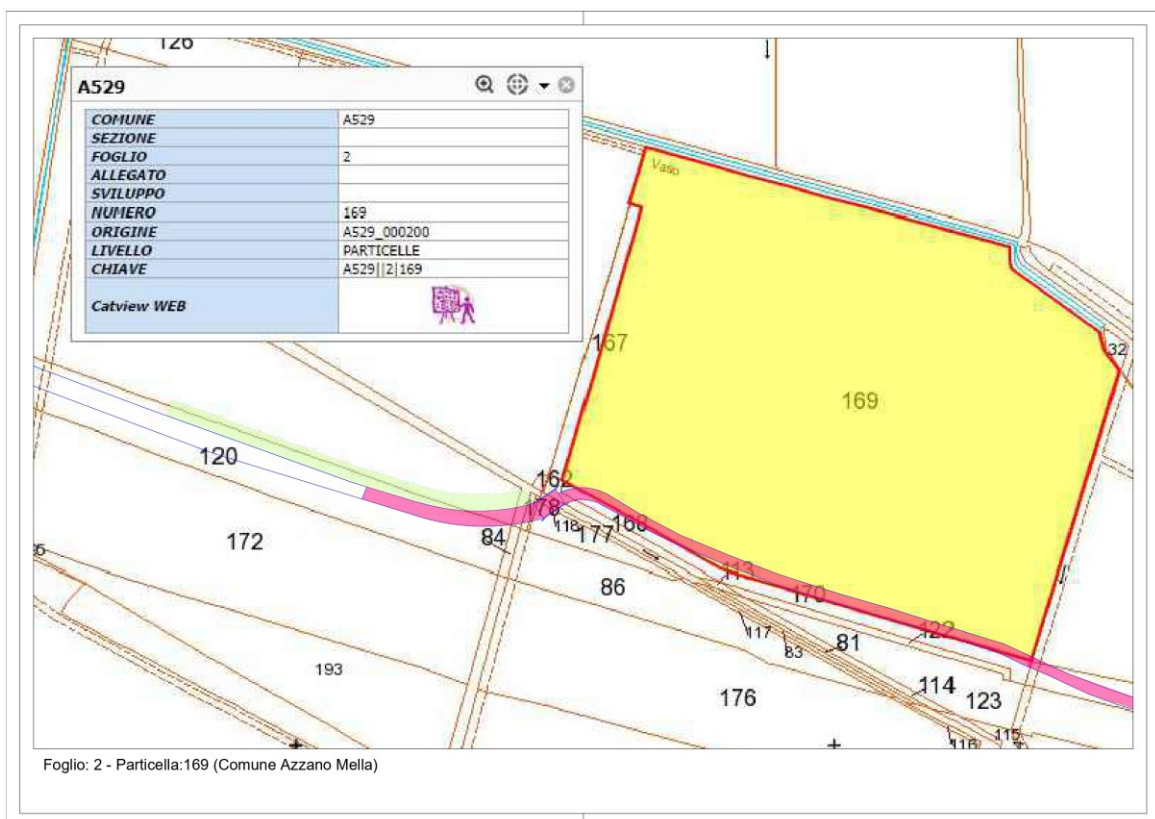 126
A529
COMUNE A529
SEZIONE
FOGLIO 2
ALLEGATO
SVILUPPO
NUMERO 169
ORIGINE A529_000200
LIVELLO PARTICELLE
CHIAVE A529||2|169
Catview WEB
Vaso
32
167
169
120
162
178
118
177
168
84
172
113
170
86
122
117
83
81
193
114
176
123
115
116
Foglio: 2 - Particella:169 (Comune Azzano Mella)